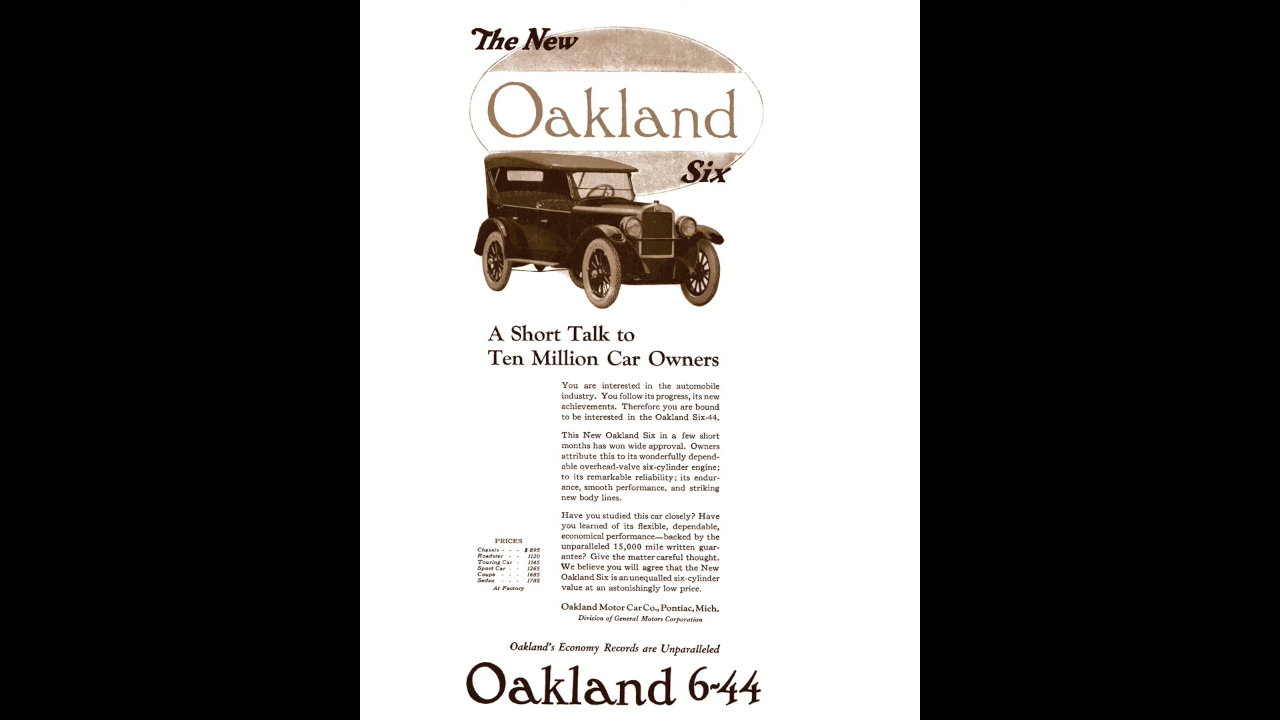 The New
Oakland
Six
A Short Talk to
Ten Million Car Owners
You are interested in the automobile
industry. You follow its progress, its new
achievements. Therefore you are bound
to be interested in the Oakland Six-44.
This New Oakland Six in a few short
months has won wide approval. Owners
attribute this to its wonderfully depend-
able overhead-valve six-cylinder engine;
to its remarkable reliability; its endur-
ance, smooth performance, and striking
new body lines.
Have you studied this car closely? Have
you learned of its flexible, dependable,
economical performance—backed by the
unparalleled 15,000 mile written guar-
antee? Give the matter careful thought.
We believe you will agree that the New
Oakland Six is an unequalled six-cylinder
value at an astonishingly low price.
PRICES
Chassis - - - $ 895
Roadster - - 1120
Touring Car - 1145
Sport Car - - 1265
Coupe - - - 1685
Sedan - - - 1785
At Factory
Oakland Motor Car Co., Pontiac, Mich.
Division of General Motors Corporation
Oakland's Economy Records are Unparalleled
Oakland 6-44